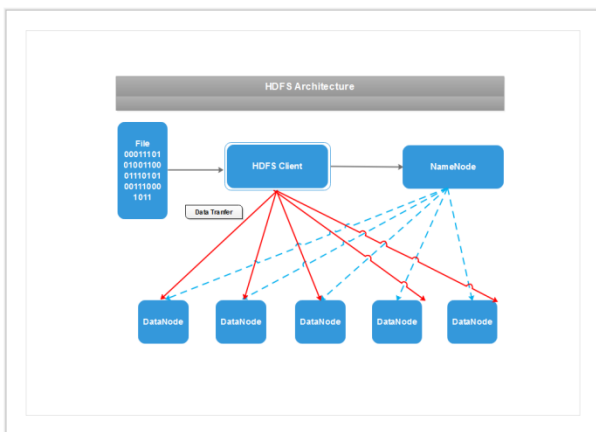 HDFS Architecture
File
00011101
01001100
01110101
00111000
1011
HDFS Client
NameNode
Data Tranfer
DataNode
DataNode
DataNode
DataNode
DataNode